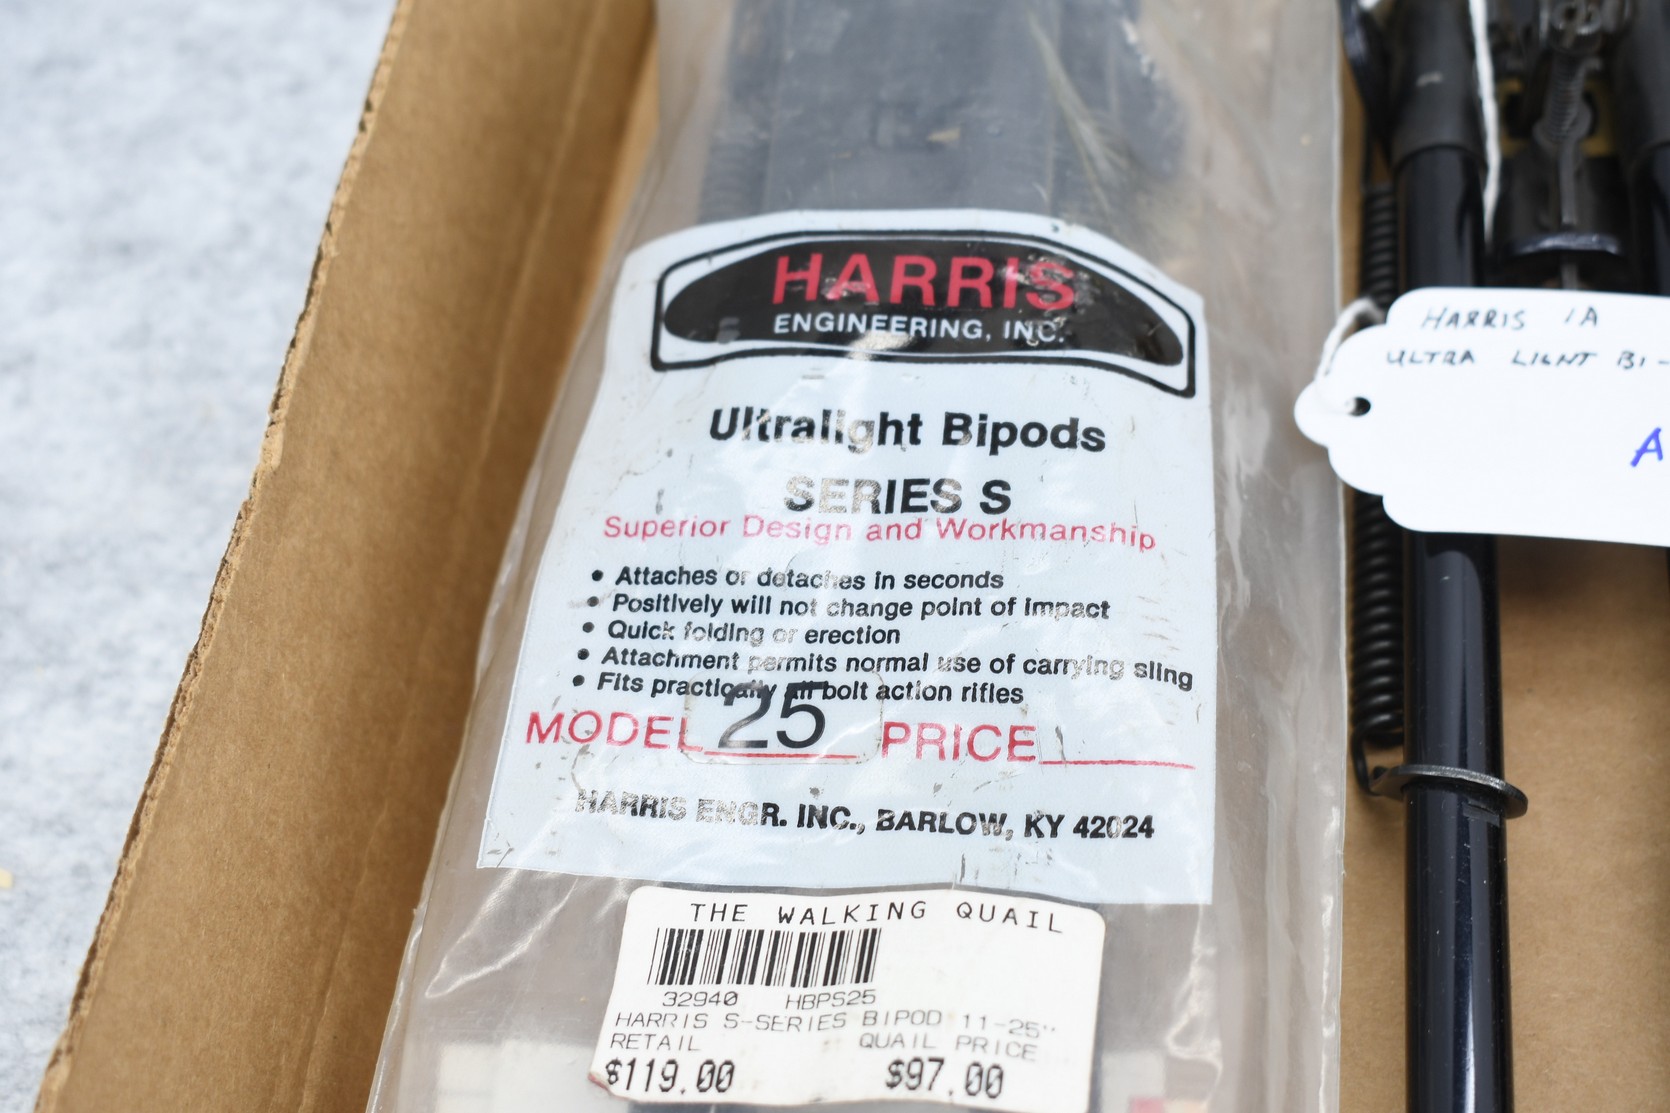 HARRIS
ENGINEERING, INC.
Ultralight Bipods
SERIES S
Superior Design and Workmanship
• Attaches or detaches in seconds
• Positively will not change point of impact
• Quick folding or erection
• Attachment permits normal use of carrying sling
• Fits practically all bolt action rifles
MODEL 25 PRICE
HARRIS ENGR. INC., BARLOW, KY 42024
THE WALKING QUAIL
32940 HBPS25
HARRIS S-SERIES BIPOD 11-25"
RETAIL QUAIL PRICE
$119.00 $97.00
HARRIS 1A
ULTRA LIGHT BI-
A